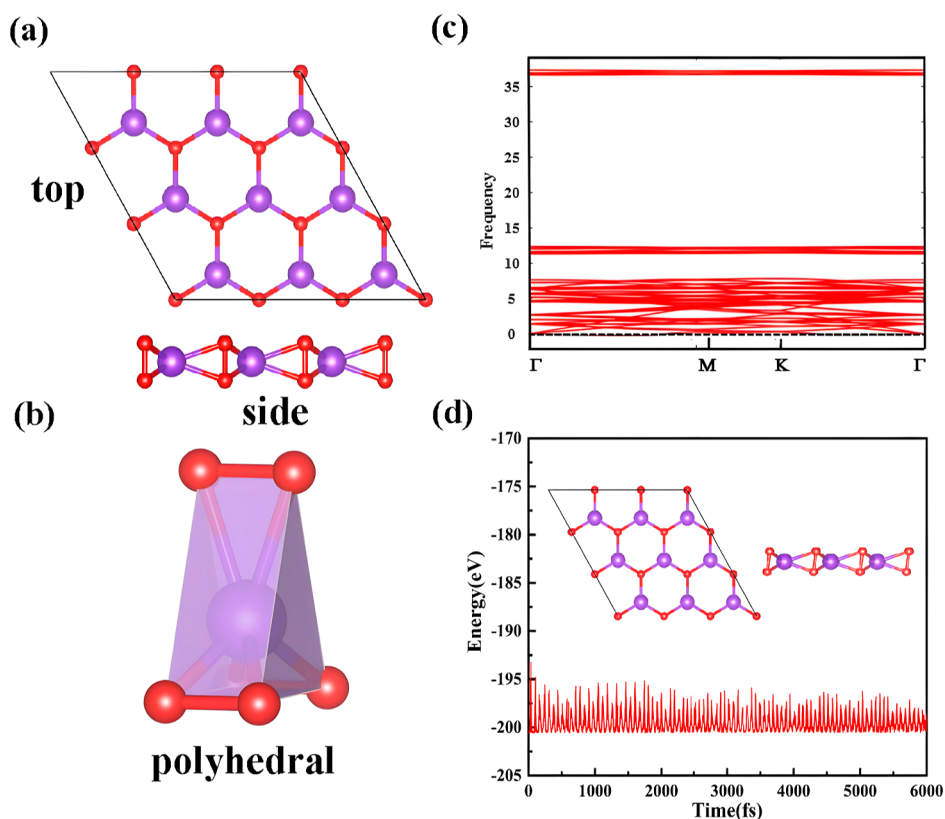 (a)
top
side
(b)
polyhedral
(c)
Frequency
35
30
25
20
15
10
5
0
Γ M K Γ
(d)
Energy(eV)
-170
-175
-180
-185
-190
-195
-200
-205
0 1000 2000 3000 4000 5000 6000
Time(fs)